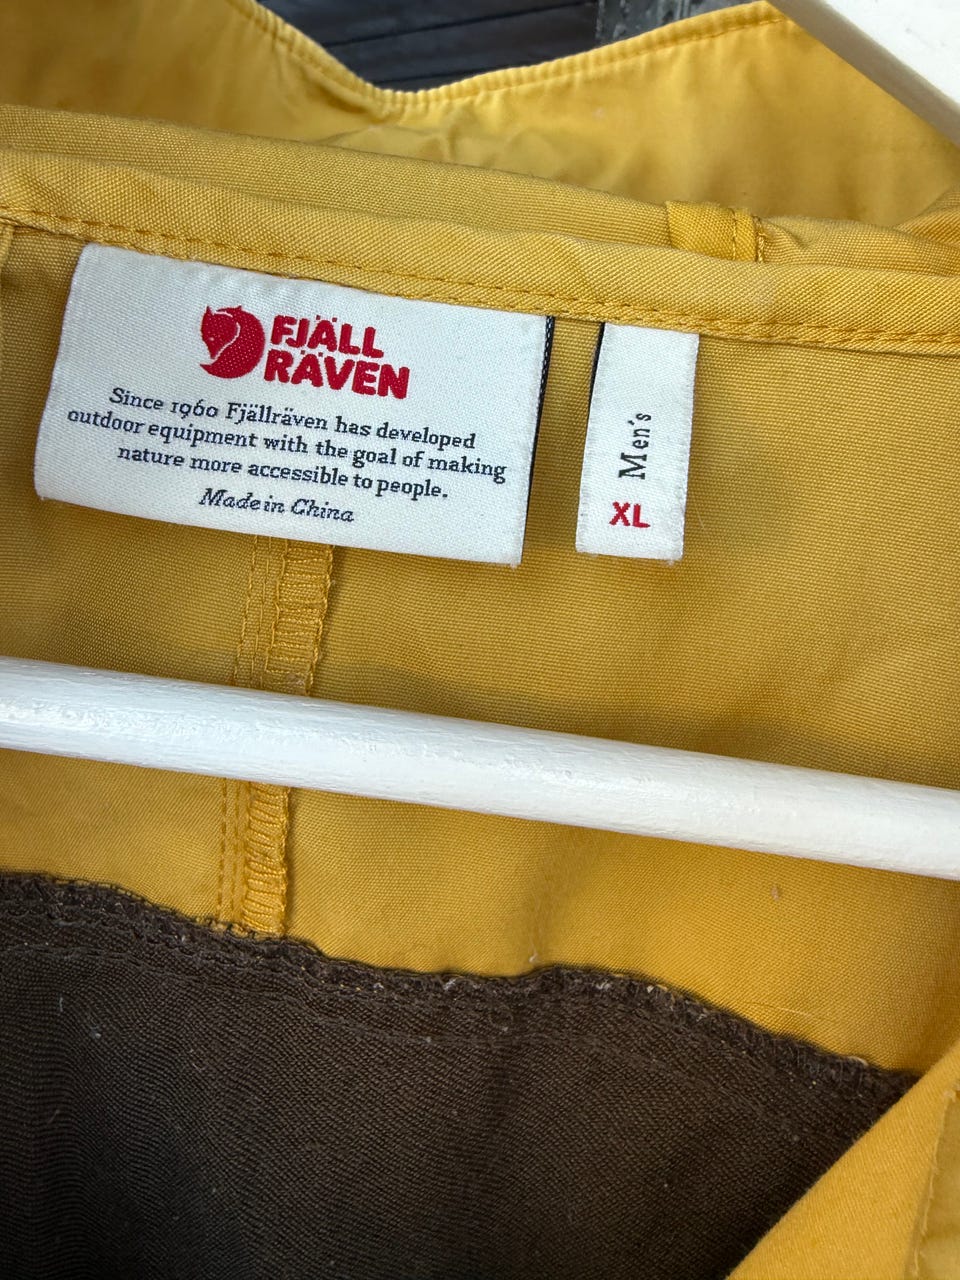 FJÄLL
RÄVEN
Since 1960 Fjällräven has developed
outdoor equipment with the goal of making
nature more accessible to people.
Made in China
Men's
XL